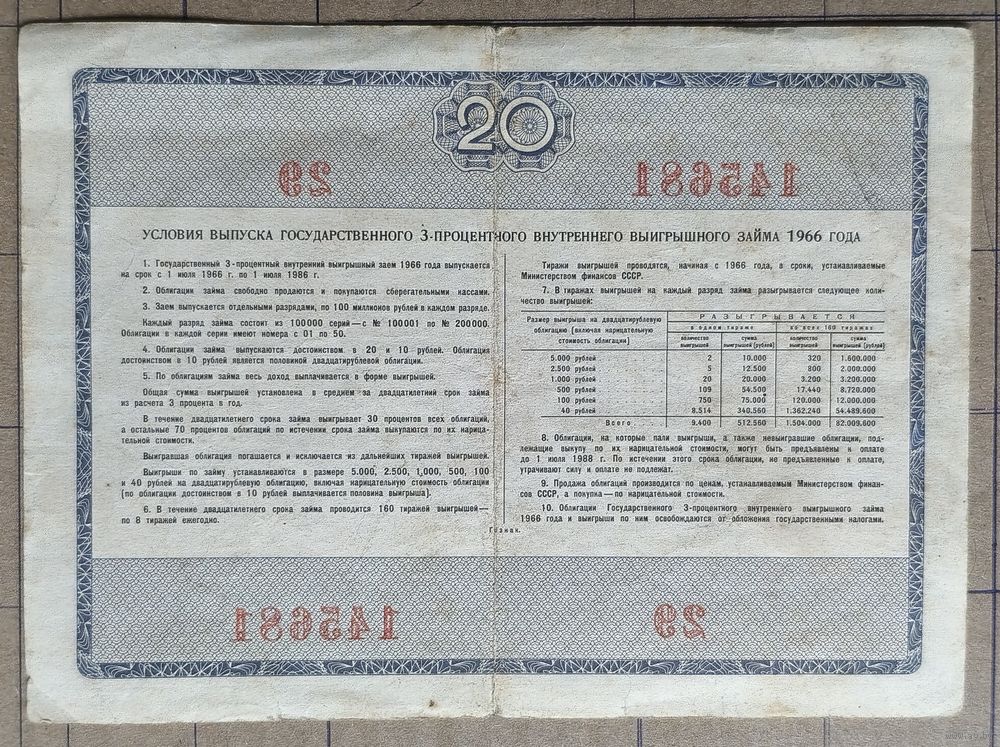 20
29 145681
УСЛОВИЯ ВЫПУСКА ГОСУДАРСТВЕННОГО 3-ПРОЦЕНТНОГО ВНУТРЕННЕГО ВЫИГРЫШНОГО ЗАЙМА 1966 ГОДА
1. Государственный 3-процентный внутренний выигрышный заем 1966 года выпускается
на срок с 1 июля 1966 г. по 1 июля 1986 г.
2. Облигации займа свободно продаются и покупаются сберегательными кассами.
3. Заем выпускается отдельными разрядами, по 100 миллионов рублей в каждом разряде.
Каждый разряд займа состоит из 100000 серий—с № 100001 по № 200000.
Облигации в каждой серии имеют номера с 01 по 50.
4. Облигации займа выпускаются достоинством в 20 и 10 рублей. Облигация
достоинством в 10 рублей является половиной двадцатирублевой облигации.
5. По облигациям займа весь доход выплачивается в форме выигрышей.
Общая сумма выигрышей установлена в среднем за двадцатилетний срок займа
из расчета 3 процента в год.
В течение двадцатилетнего срока займа выигрывает 30 процентов всех облигаций,
а остальные 70 процентов облигаций по истечении срока займа выкупаются по их нарица-
тельной стоимости.
Выигравшая облигация погашается и исключается из дальнейших тиражей выигрышей.
Выигрыши по займу устанавливаются в размере 5.000, 2.500, 1,000, 500, 100
и 40 рублей на двадцатирублевую облигацию, включая нарицательную стоимость облигации
(по облигации достоинством в 10 рублей выплачивается половина выигрыша).
6. В течение двадцатилетнего срока займа проводится 160 тиражей выигрышей—
по 8 тиражей ежегодно.
Тиражи выигрышей проводятся, начиная с 1966 года, в сроки, устанавливаемые
Министерством финансов СССР.
7. В тиражах выигрышей на каждый разряд займа разыгрывается следующее коли-
чество выигрышей:
Размер выигрыша на двадцатирублевую облигацию (включая нарицательную стоимость облигации) РАЗЫГРЫВАЕТСЯ
в одном тираже во всех 160 тиражах
количество выигрышей сумма выигрышей (рублей) количество выигрышей сумма выигрышей (рублей)
5.000 рублей 2 10.000 320 1.600.000
2.500 рублей 5 12.500 800 2.000.000
1.000 рублей 20 20.000 3.200 3.200.000
500 рублей 109 54.500 17.440 8.720.000
100 рублей 750 75.000 120.000 12.000.000
40 рублей 8.514 340.560 1.362.240 54.489.600
Всего . . . . 9.400 512.560 1.504.000 82.009.600
8. Облигации, на которые пали выигрыши, а также невыигравшие облигации, под-
лежащие выкупу по их нарицательной стоимости, могут быть предъявлены к оплате
до 1 июля 1988 г. По истечении этого срока облигации, не предъявленные к оплате,
утрачивают силу и оплате не подлежат.
9. Продажа облигаций производится по ценам, устанавливаемым Министерством финан-
сов СССР, а покупка—по нарицательной стоимости.
10. Облигации Государственного 3-процентного внутреннего выигрышного займа
1966 года и выигрыши по ним освобождаются от обложения государственными налогами.
Гознак.
145681 29